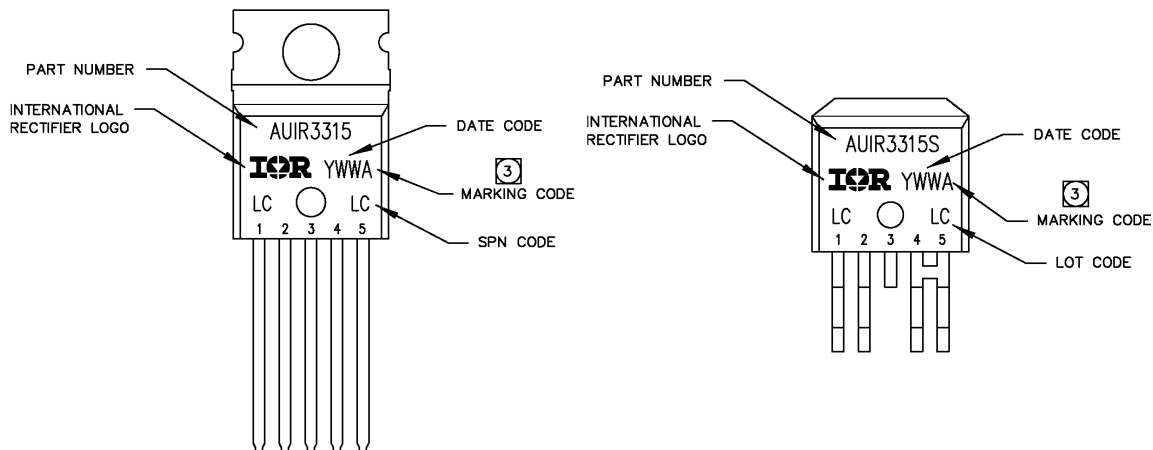 PART NUMBER
INTERNATIONAL
RECTIFIER LOGO
AUIR3315
DATE CODE
IOR YWWA
3
MARKING CODE
LC LC
1 2 3 4 5
SPN CODE
PART NUMBER
INTERNATIONAL
RECTIFIER LOGO
AUIR3315S
DATE CODE
IOR YWWA
3
MARKING CODE
LC LC
1 2 3 4 5
LOT CODE